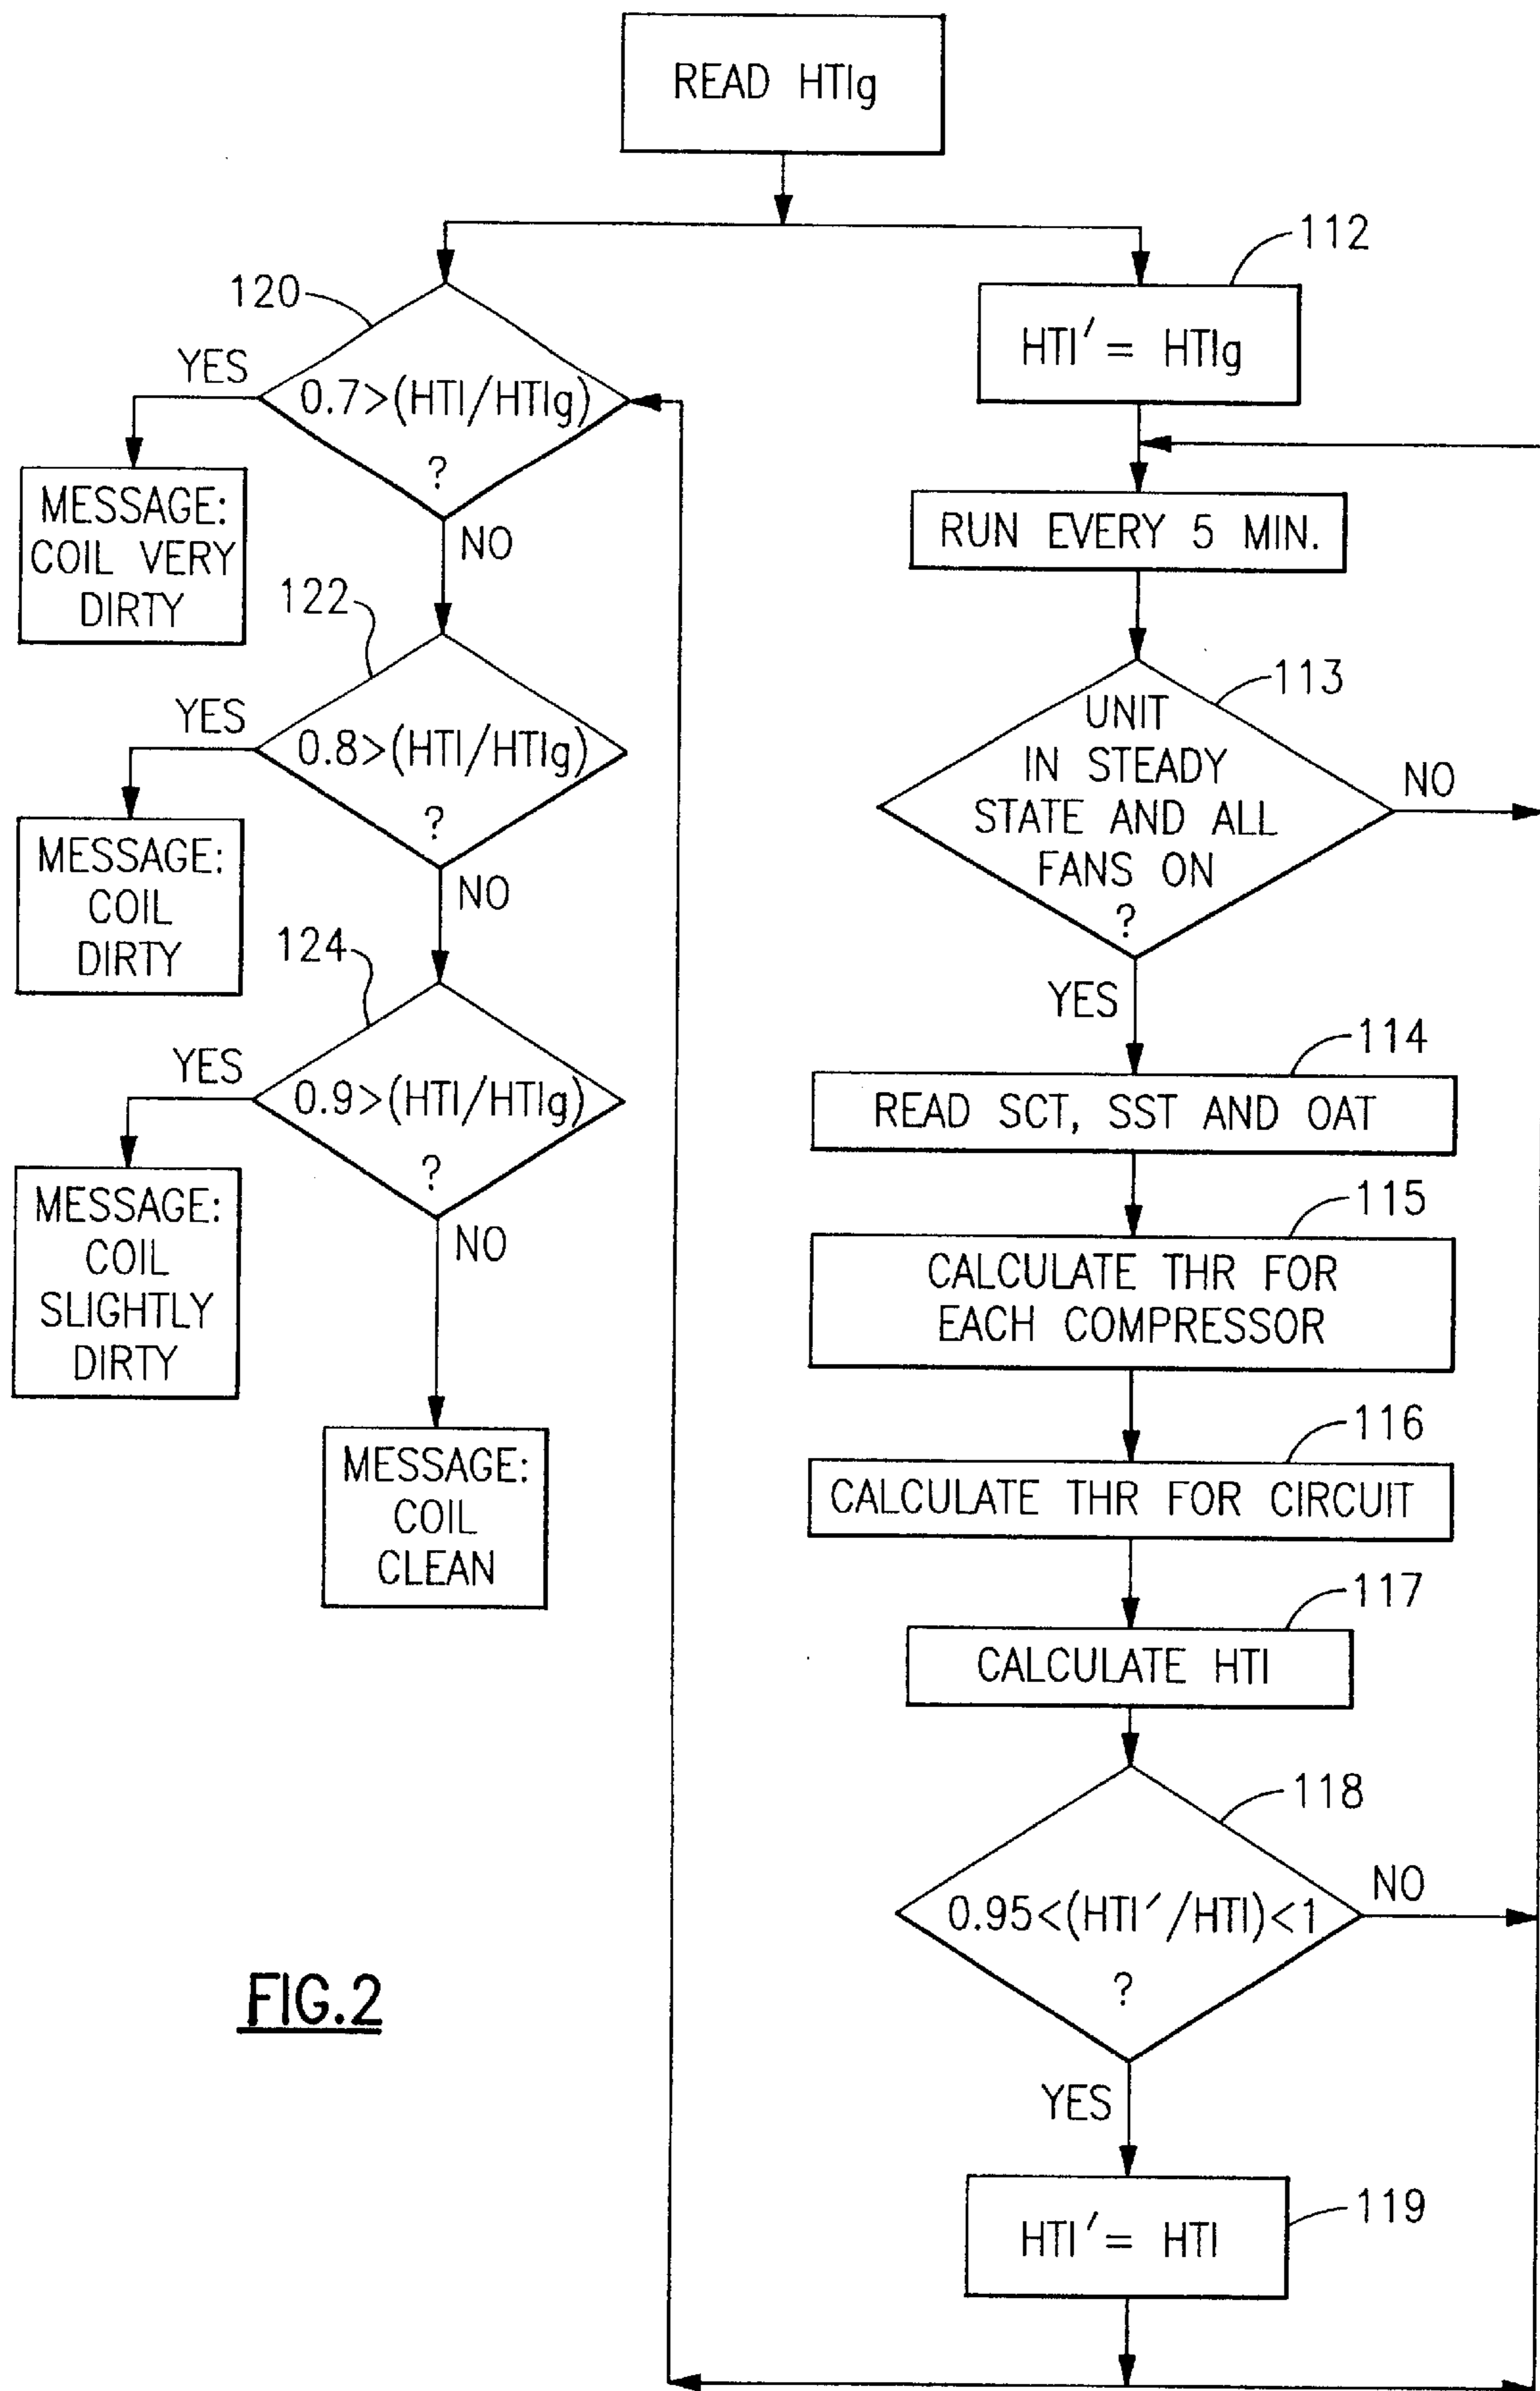 READ HTIg
112
HTI′ = HTIg
120
YES
0.7>(HTI/HTIg)
?
NO
MESSAGE:
COIL VERY
DIRTY
122
YES
0.8>(HTI/HTIg)
?
NO
MESSAGE:
COIL
DIRTY
124
YES
0.9>(HTI/HTIg)
?
NO
MESSAGE:
COIL
SLIGHTLY
DIRTY
MESSAGE:
COIL
CLEAN
RUN EVERY 5 MIN.
113
UNIT
IN STEADY
STATE AND ALL
FANS ON
?
NO
YES
114
READ SCT, SST AND OAT
115
CALCULATE THR FOR
EACH COMPRESSOR
116
CALCULATE THR FOR CIRCUIT
117
CALCULATE HTI
118
0.95<(HTI′/HTI)<1
?
NO
YES
119
HTI′ = HTI
FIG.2